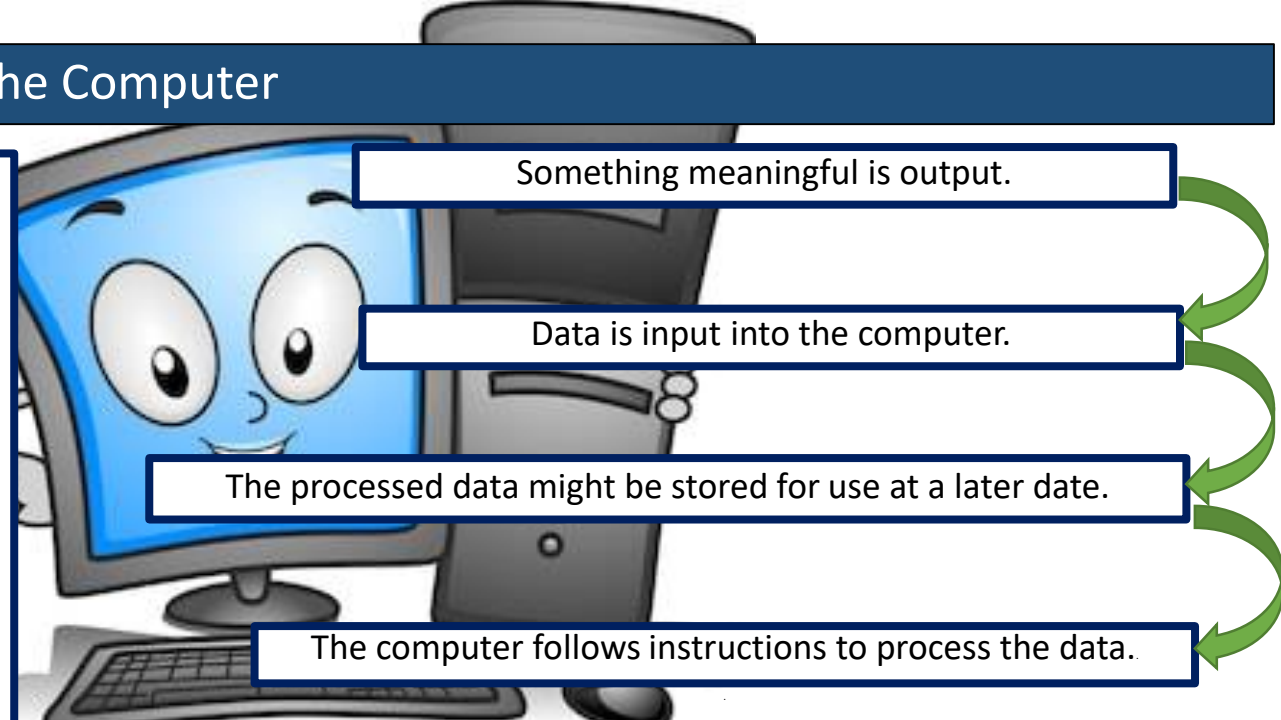 he Computer
Something meaningful is output.
Data is input into the computer.
The processed data might be stored for use at a later date.
The computer follows instructions to process the data.